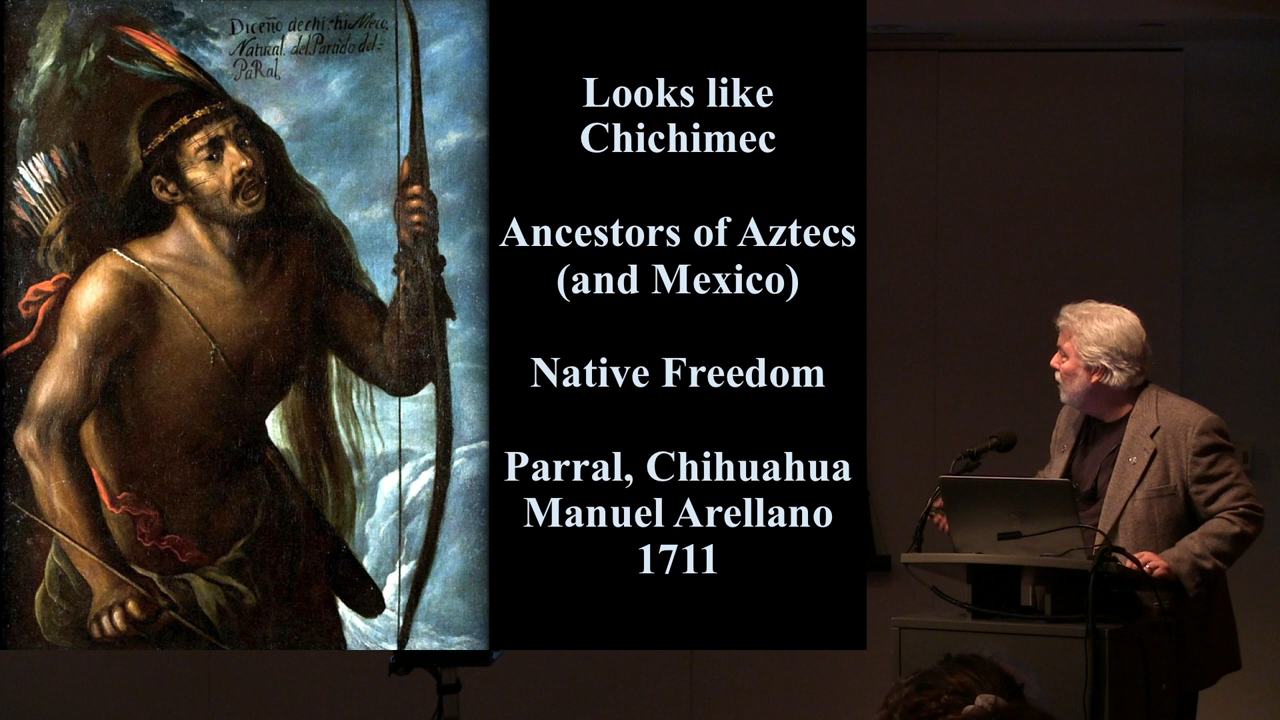 Diceño de chichiMeco,
Natural. del. Partido del=
PaRal,
Looks like
Chichimec
Ancestors of Aztecs
(and Mexico)
Native Freedom
Parral, Chihuahua
Manuel Arellano
1711